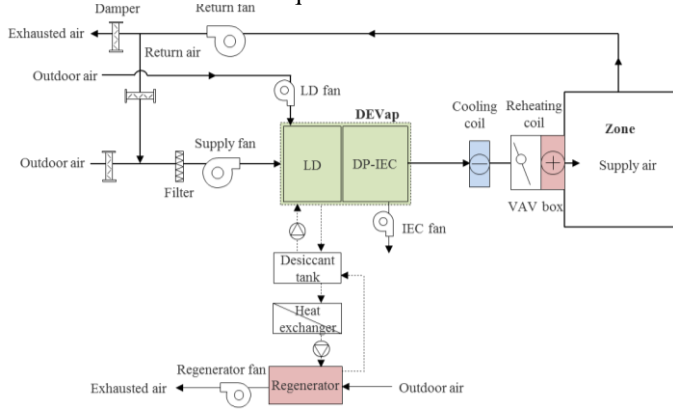 Damper
Return fan
Exhausted air
Return air
Outdoor air
LD fan
DEVap
Cooling
coil
Reheating
coil
Zone
Supply fan
Outdoor air
LD
DP-IEC
Supply air
Filter
VAV box
IEC fan
Desiccant
tank
Heat
exchanger
Regenerator fan
Exhausted air
Regenerator
Outdoor air